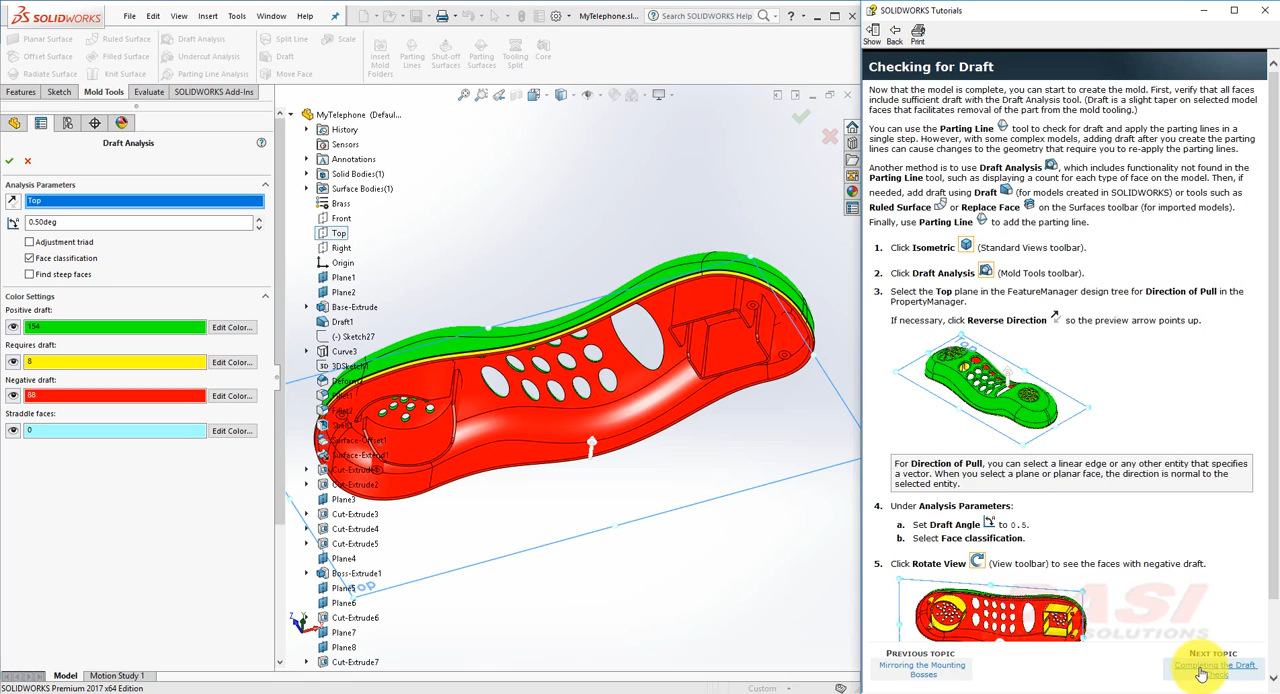 SOLIDWORKS
File Edit View Insert Tools Window Help
MyTelephone.sl...
Search SOLIDWORKS Help
?
Planar Surface
Ruled Surface
Draft Analysis
Split Line
Scale
Offset Surface
Filled Surface
Undercut Analysis
Draft
Radiate Surface
Knit Surface
Parting Line Analysis
Move Face
Insert Mold Folders
Parting Lines
Shut-off Surfaces
Parting Surfaces
Tooling Split
Core
Features Sketch Mold Tools Evaluate SOLIDWORKS Add-Ins
Draft Analysis
Analysis Parameters
Top
0.50deg
Adjustment triad
Face classification
Find steep faces
Color Settings
Positive draft:
154
Edit Color...
Requires draft:
8
Edit Color...
Negative draft:
88
Edit Color...
Straddle faces:
0
Edit Color...
MyTelephone (Defaul...
History
Sensors
Annotations
Solid Bodies(1)
Surface Bodies(1)
Brass
Front
Top
Right
Origin
Plane1
Plane2
Base-Extrude
Draft1
(-) Sketch27
Curve3
3DSketch1
Deform2
Fillet1
Fillet2
Shell1
Surface-Offset1
Surface-Extend1
Cut-Extrude1
Cut-Extrude2
Plane3
Cut-Extrude3
Cut-Extrude4
Cut-Extrude5
Plane4
Boss-Extrude1
Plane5
Plane6
Cut-Extrude6
Plane7
Plane8
Cut-Extrude7
Top
Model Motion Study 1
SOLIDWORKS Premium 2017 x64 Edition
Custom
SOLIDWORKS Tutorials
Show Back Print
Checking for Draft
Now that the model is complete, you can start to create the mold. First, verify that all faces
include sufficient draft with the Draft Analysis tool. (Draft is a slight taper on selected model
faces that facilitates removal of the part from the mold tooling.)
You can use the Parting Line tool to check for draft and apply the parting lines in a
single step. However, with some complex models, adding draft after you create the parting
lines can cause changes to the geometry that require you to re-apply the parting lines.
Another method is to use Draft Analysis , which includes functionality not found in the
Parting Line tool, such as displaying a count for each type of face on the model. Then, if
needed, add draft using Draft (for models created in SOLIDWORKS) or tools such as
Ruled Surface or Replace Face on the Surfaces toolbar (for imported models).
Finally, use Parting Line to add the parting line.
1. Click Isometric (Standard Views toolbar).
2. Click Draft Analysis (Mold Tools toolbar).
3. Select the Top plane in the FeatureManager design tree for Direction of Pull in the
PropertyManager.
If necessary, click Reverse Direction so the preview arrow points up.
TOP
For Direction of Pull, you can select a linear edge or any other entity that specifies
a vector. When you select a plane or planar face, the direction is normal to the
selected entity.
4. Under Analysis Parameters:
a. Set Draft Angle to 0.5.
b. Select Face classification.
5. Click Rotate View (View toolbar) to see the faces with negative draft.
DASI
SOLUTIONS
PREVIOUS TOPIC
Mirroring the Mounting
Bosses
NEXT TOPIC
Completing the Draft
Check